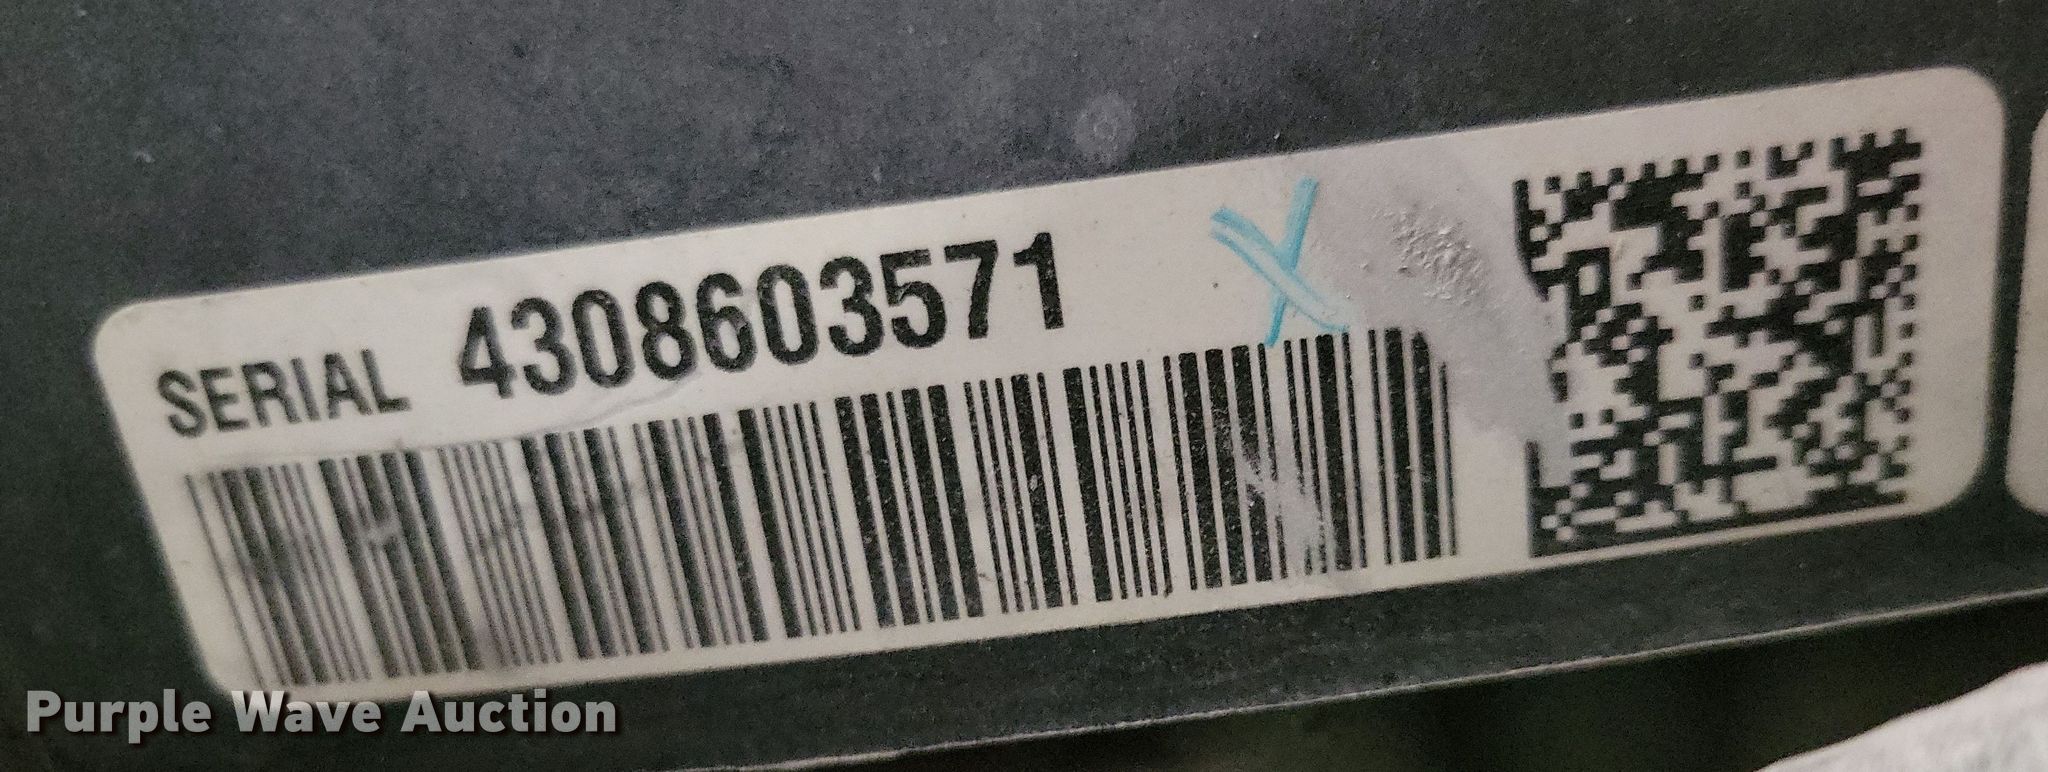 SERIAL 4308603571 X
Purple Wave Auction